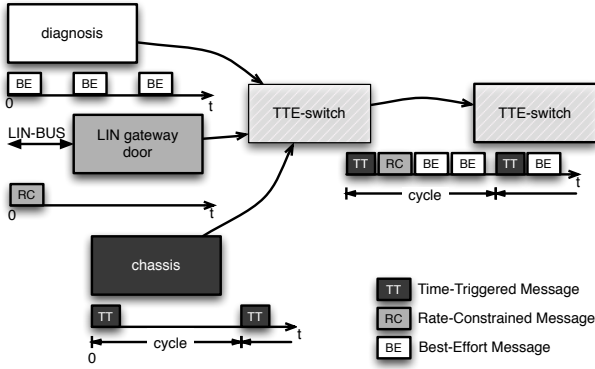 diagnosis
BE BE BE
0 t
LIN-BUS
LIN gateway
door
RC
0 t
chassis
TT TT
0 cycle t
TTE-switch
TTE-switch
TT RC BE BE TT BE
cycle t
TT Time-Triggered Message
RC Rate-Constrained Message
BE Best-Effort Message